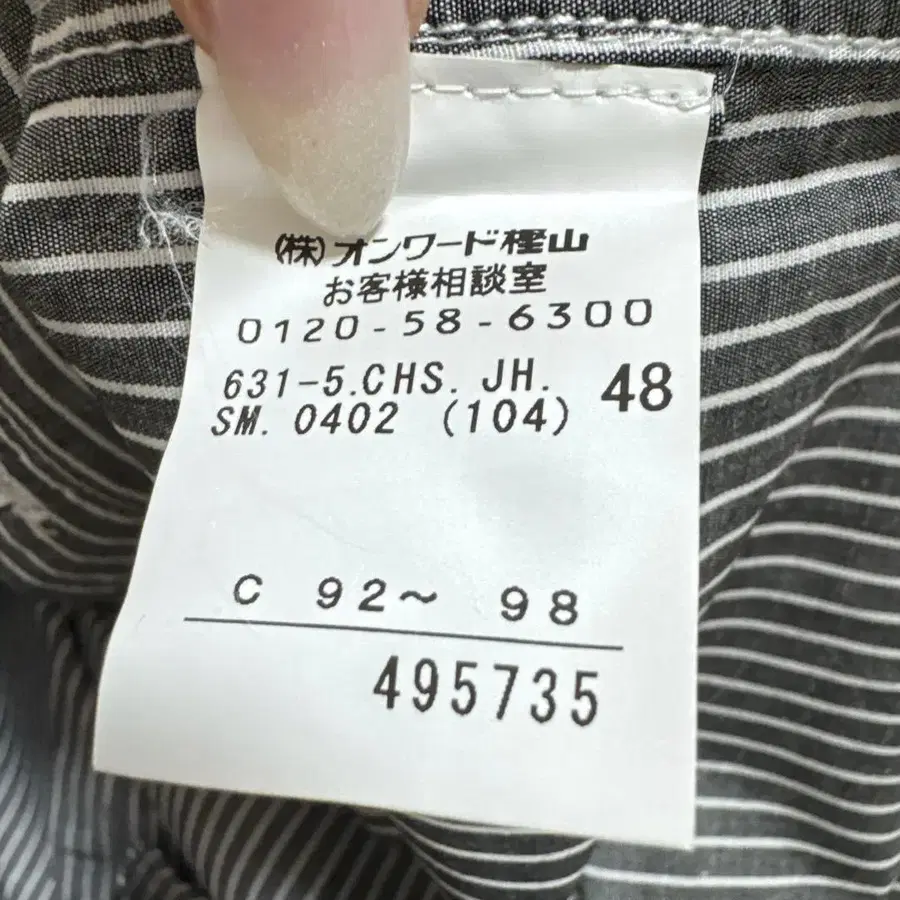 (株)オンワード樫山
お客様相談室
0120-58-6300
631-5.CHS. JH. 48
SM. 0402 (104)
C 92~ 98
495735